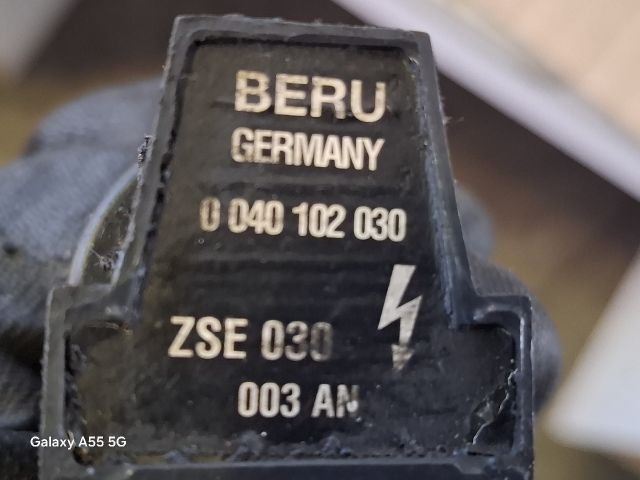 BERU
GERMANY
0 040 102 030
ZSE 030
003 AN
Galaxy A55 5G